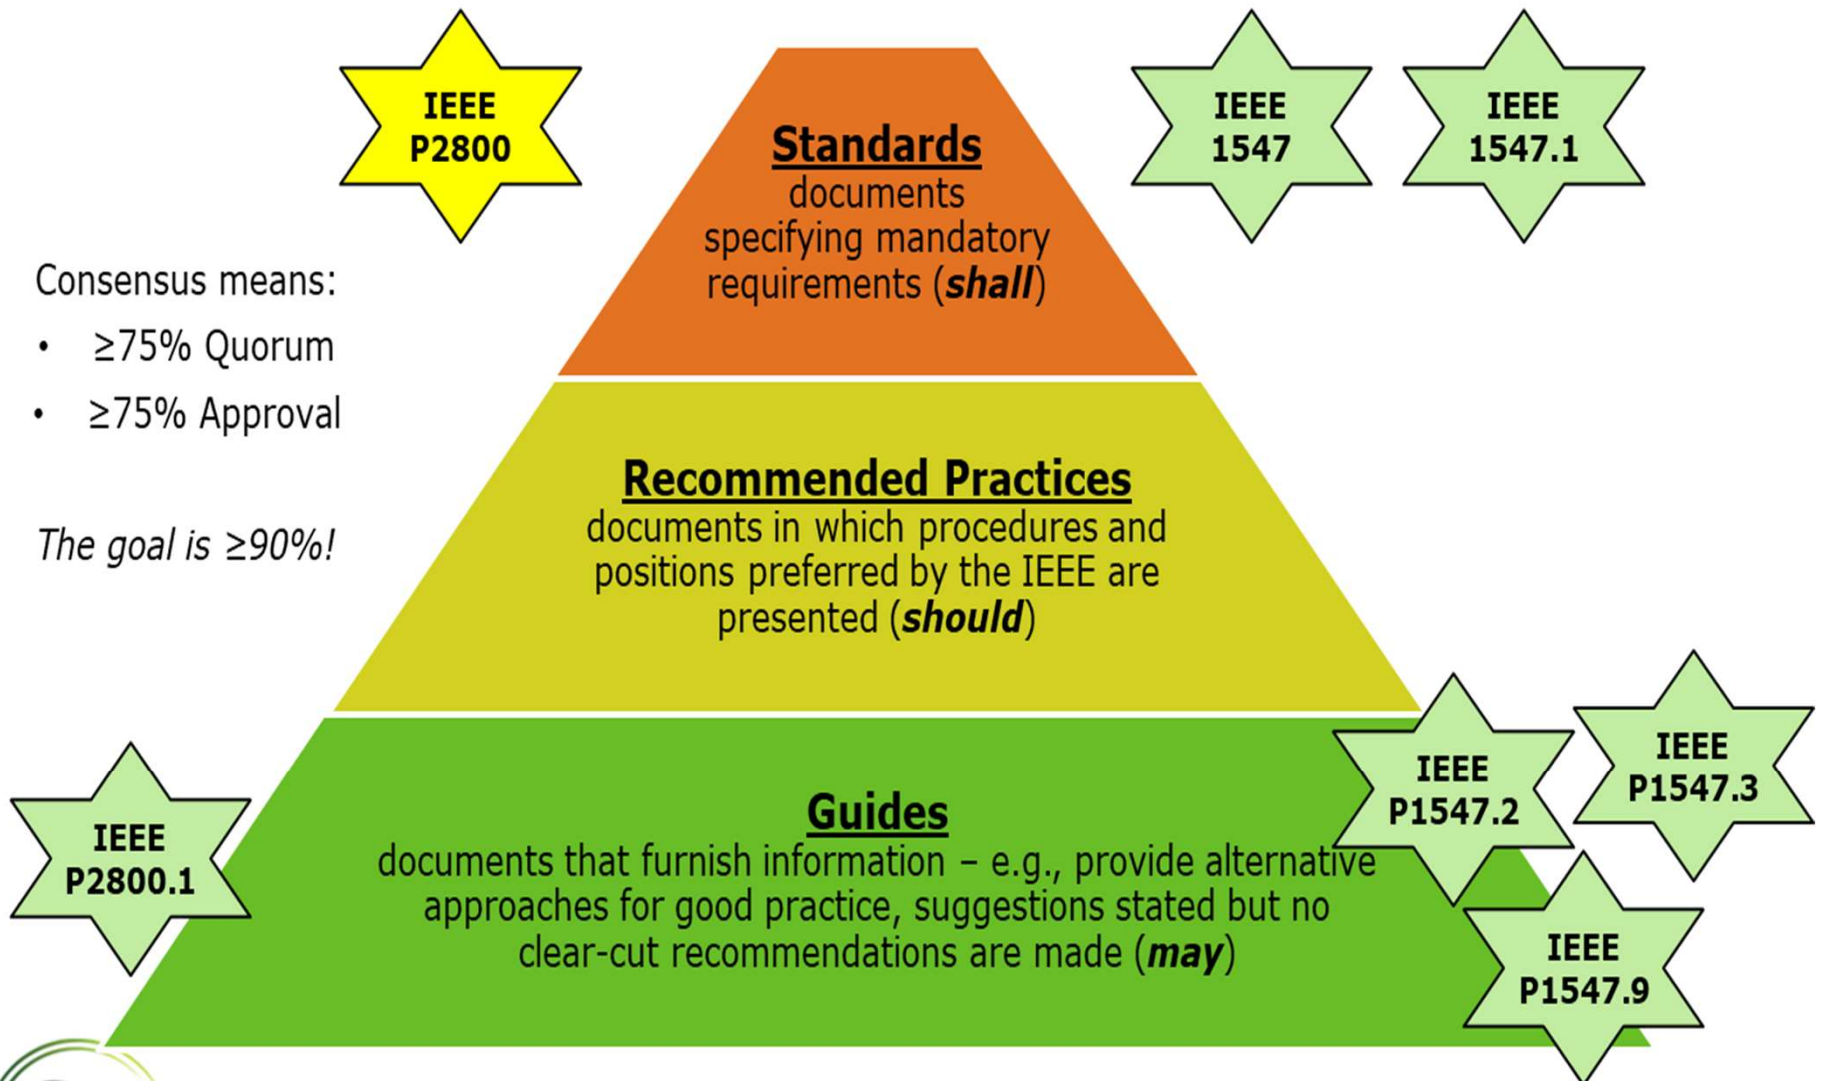 IEEE
P2800
IEEE
1547
IEEE
1547.1
Standards
documents
specifying mandatory
requirements (shall)
Consensus means:
• ≥75% Quorum
• ≥75% Approval
The goal is ≥90%!
Recommended Practices
documents in which procedures and
positions preferred by the IEEE are
presented (should)
IEEE
P1547.2
IEEE
P1547.3
IEEE
P2800.1
Guides
documents that furnish information – e.g., provide alternative
approaches for good practice, suggestions stated but no
clear-cut recommendations are made (may)
IEEE
P1547.9